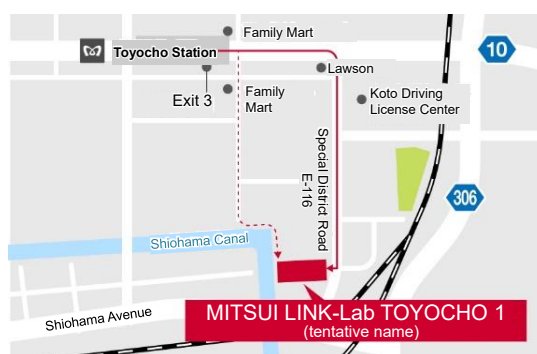 Family Mart
Toyocho Station
10
Lawson
Exit 3
Family
Mart
Koto Driving
License Center
Special District Road
E-116
306
Shiohama Canal
MITSUI LINK-Lab TOYOCHO 1
(tentative name)
Shiohama Avenue